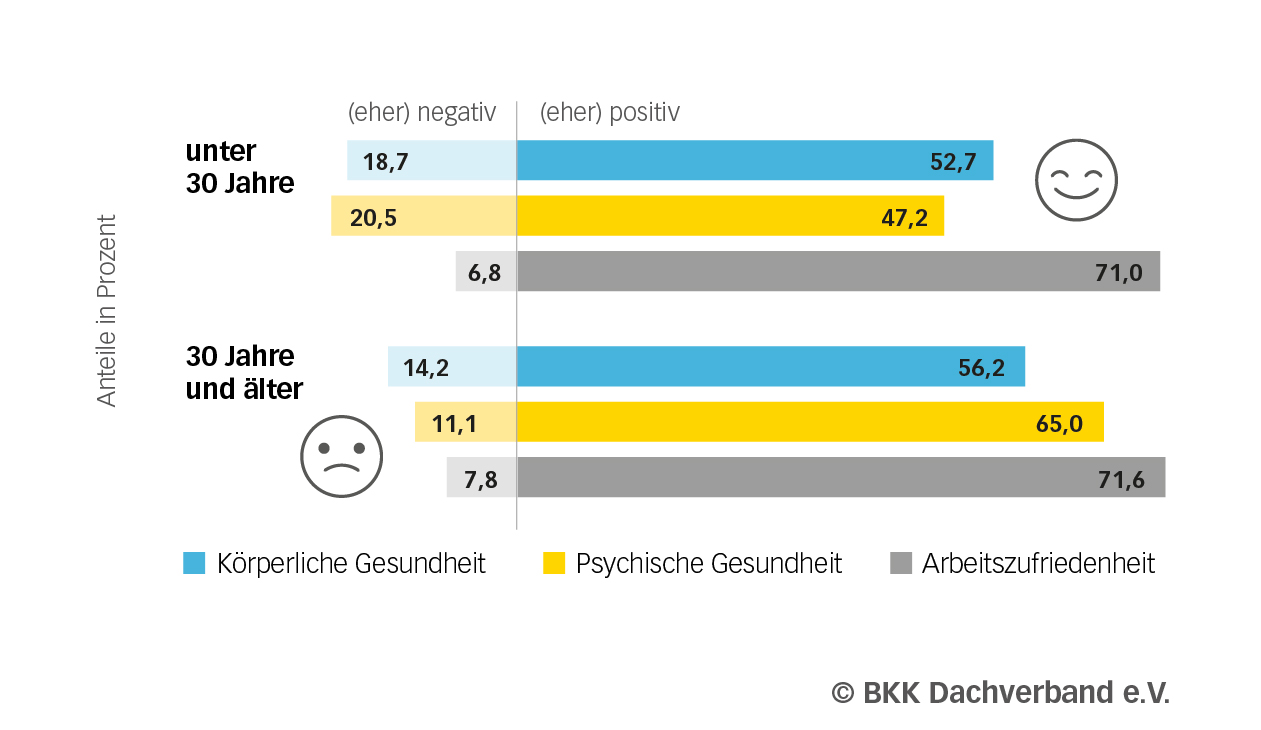 (eher) negativ (eher) positiv
unter
30 Jahre
18,7 52,7
20,5 47,2
6,8 71,0
Anteile in Prozent
30 Jahre
und älter
14,2 56,2
11,1 65,0
7,8 71,6
Körperliche Gesundheit Psychische Gesundheit Arbeitszufriedenheit
© BKK Dachverband e.V.